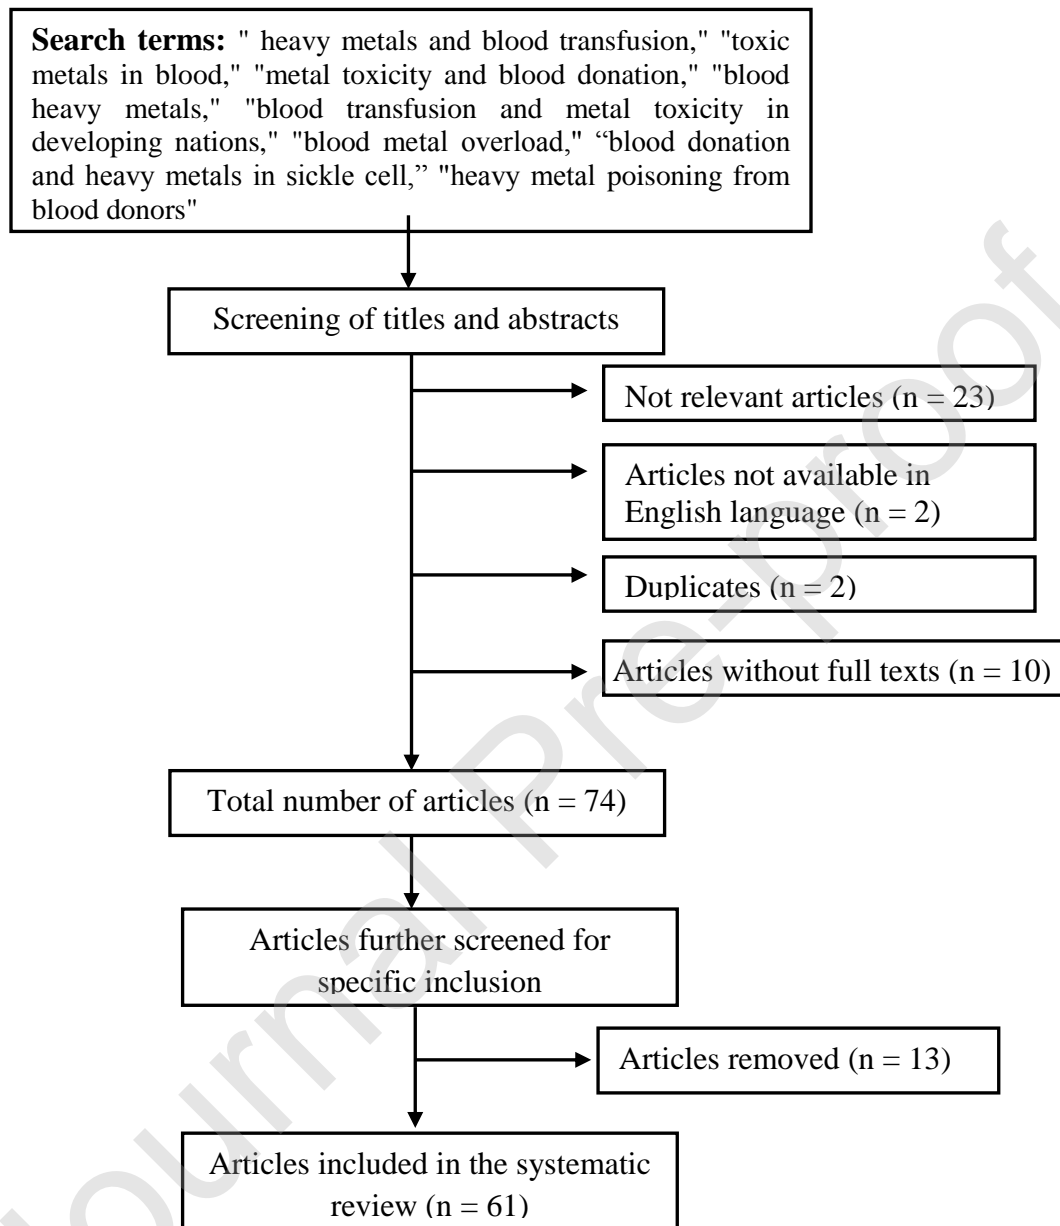 Search terms: " heavy metals and blood transfusion," "toxic
metals in blood," "metal toxicity and blood donation," "blood
heavy metals," "blood transfusion and metal toxicity in
developing nations," "blood metal overload," “blood donation
and heavy metals in sickle cell,” "heavy metal poisoning from
blood donors"
Screening of titles and abstracts
Not relevant articles (n = 23)
Articles not available in
English language (n = 2)
Duplicates (n = 2)
Articles without full texts (n = 10)
Total number of articles (n = 74)
Articles further screened for
specific inclusion
Articles removed (n = 13)
Articles included in the systematic
review (n = 61)
Journal Pre-proof